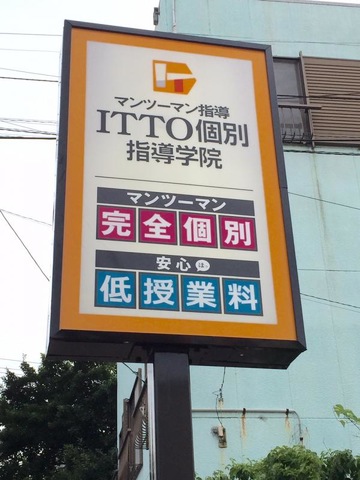 マンツーマン指導
ITTO個別
指導学院
マンツーマン
完全個別
安心の
低授業料